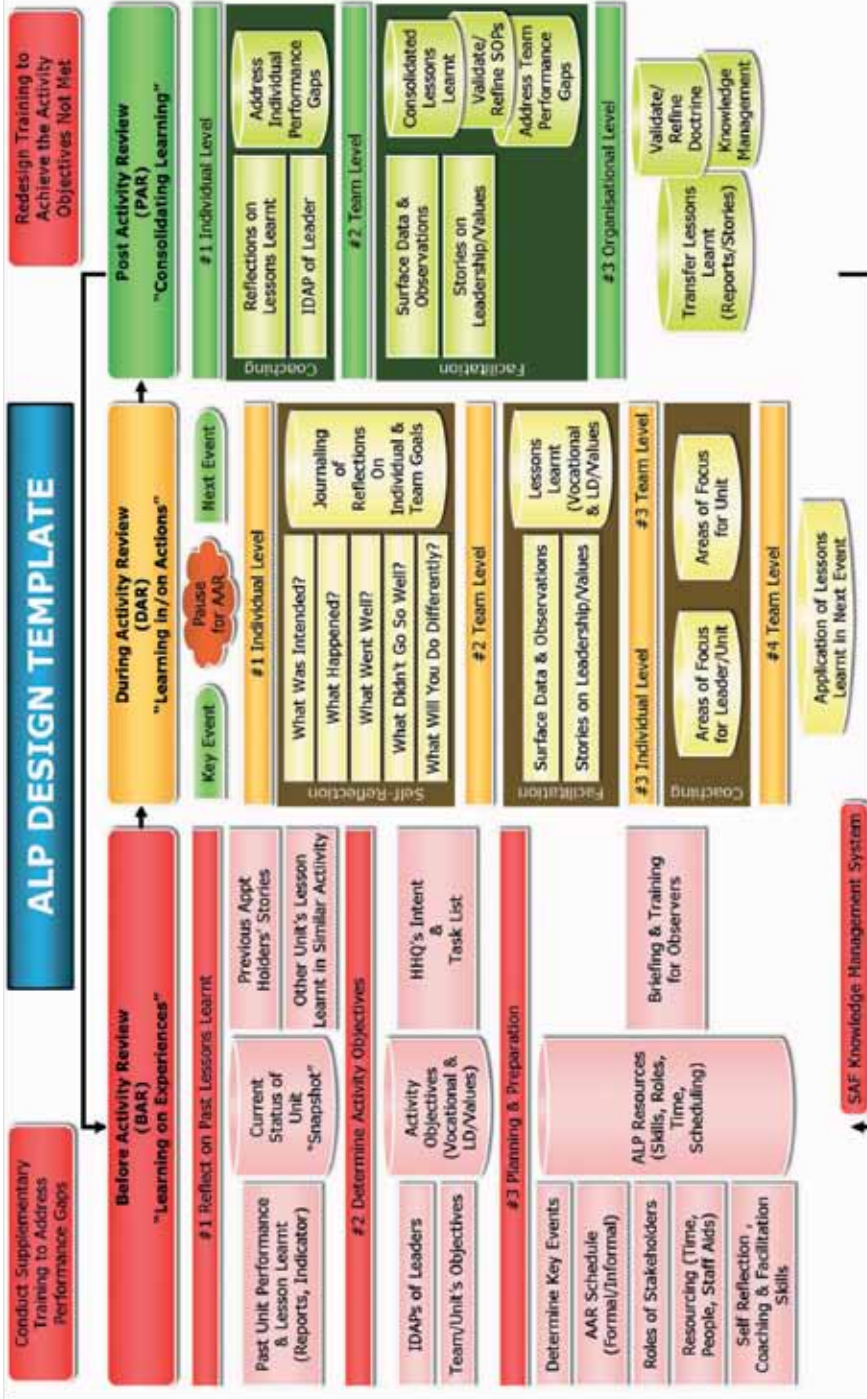 ALP DESIGN TEMPLATE
Conduct Supplementary
Training to Address
Performance Gaps
Redesign Training to
Achieve the Activity
Objectives Not Met
Before Activity Review
(BAR)
"Learning on Experiences"
#1 Reflect on Past Lessons Learnt
Past Unit Performance
& Lesson Learnt
(Reports, Indicator)
Current
Status of
Unit
"Snapshot"
Previous Appt
Holders' Stories
Other Unit's Lesson
Learnt in Similar Activity
#2 Determine Activity Objectives
IDAPs of Leaders
Team/Unit's Objectives
Activity
Objectives
(Vocational &
LD/Values)
HHQ's Intent
&
Task List
#3 Planning & Preparation
Determine Key Events
AAR Schedule
(Formal/Informal)
Roles of Stakeholders
Resourcing (Time,
People, Staff Aids)
Self Reflection ,
Coaching & Facilitation
Skills
ALP Resources
(Skills, Roles,
Time,
Scheduling)
Briefing & Training
for Observers
During Activity Review
(DAR)
"Learning in/on Actions"
Key Event
Pause
for AAR
Next Event
#1 Individual Level
Self-Reflection
What Was Intended?
What Happened?
What Went Well?
What Didn't Go So Well?
What Will You Do Differently?
Journaling
of
Reflections
On
Individual &
Team Goals
#2 Team Level
Facilitation
Surface Data & Observations
Stories on Leadership/Values
Lessons
Learnt
(Vocational
& LD/Values)
#3 Individual Level
#3 Team Level
Coaching
Areas of Focus
for Leader/Unit
Areas of Focus
for Unit
#4 Team Level
Application of Lessons
Learnt in Next Event
Post Activity Review
(PAR)
"Consolidating Learning"
#1 Individual Level
Coaching
Reflections on
Lessons Learnt
IDAP of Leader
Address
Individual
Performance
Gaps
#2 Team Level
Facilitation
Surface Data &
Observations
Stories on
Leadership/Values
Consolidated
Lessons
Learnt
Validate/
Refine SOPs
Address Team
Performance
Gaps
#3 Organisational Level
Transfer Lessons
Learnt
(Reports/Stories)
Validate/
Refine
Doctrine
Knowledge
Management
SAF Knowledge Management System